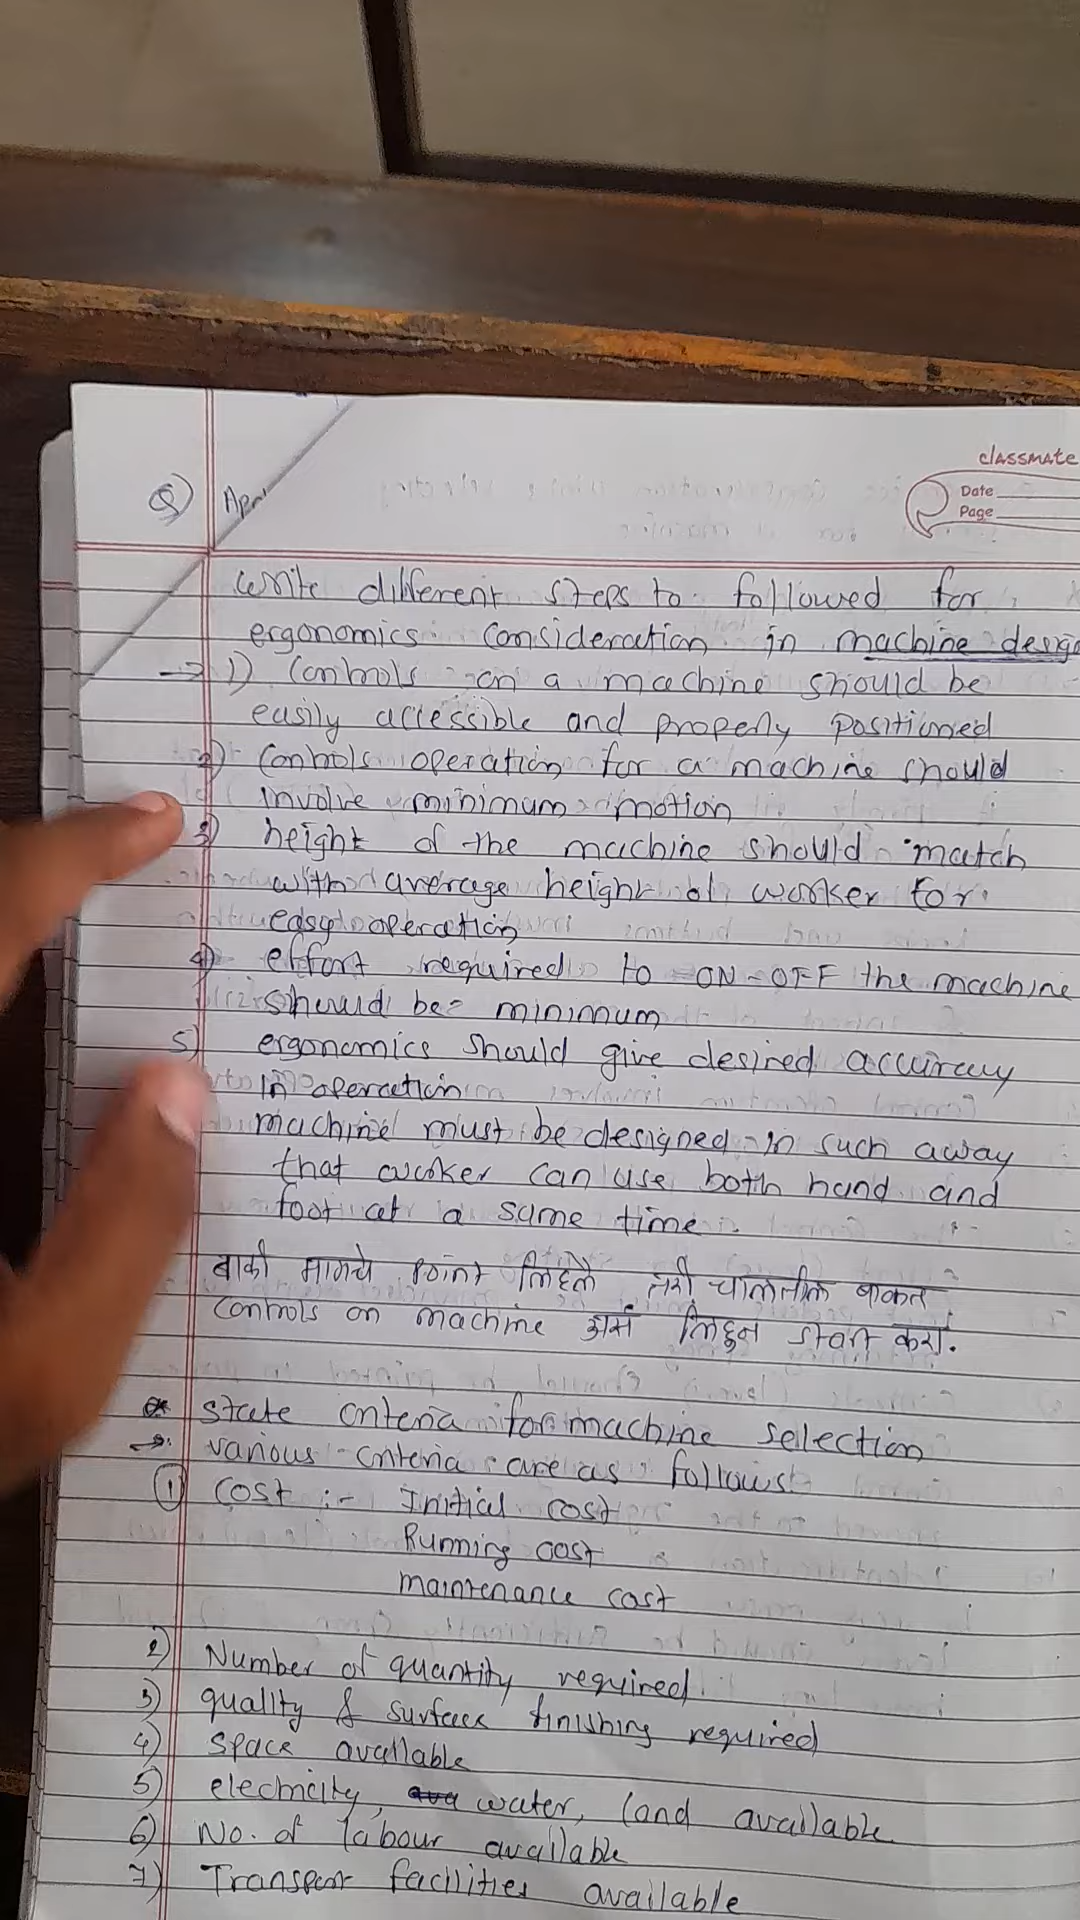 classmate
Date
Page
Q) Apri
Write different steps to followed for
ergonomics consideration in machine design
→ 1) Controls on a machine should be
easily accessible and properly positioned
2) Controls operation for a machine should
involve minimum motion
3) height of the machine should match
with average height of worker for
easy operation
4) effort required to ON-OFF the machine
should be minimum
5) ergonomics should give desired accuracy
in operation
machine must be designed in such away
that worker can use both hand and
foot at a same time.
बाकी मागचे point लिहले तरी चालतील फक्त
controls on machine असं लिहून start करा.
* state criteria for machine selection
→ various criteria are as follows
① cost :- Initial cost
Running cost
maintenance cost
2) Number of quantity required
3) quality & surface finishing required
4) space available
5) electricity, water, land available
6) No. of labour available
7) Transport facilities available